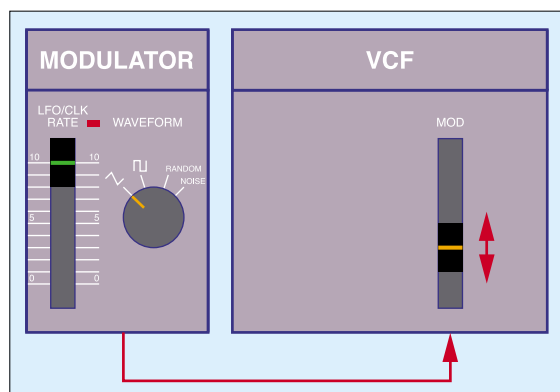 MODULATOR
VCF
LFO/CLK
RATE
WAVEFORM
MOD
RANDOM
NOISE
10 10
5 5
0 0